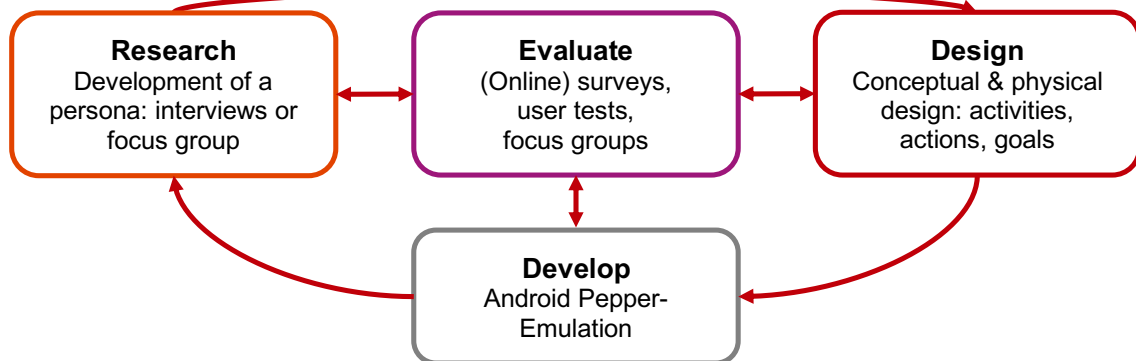 Research
Development of a
persona: interviews or
focus group
Evaluate
(Online) surveys,
user tests,
focus groups
Design
Conceptual & physical
design: activities,
actions, goals
Develop
Android Pepper-
Emulation